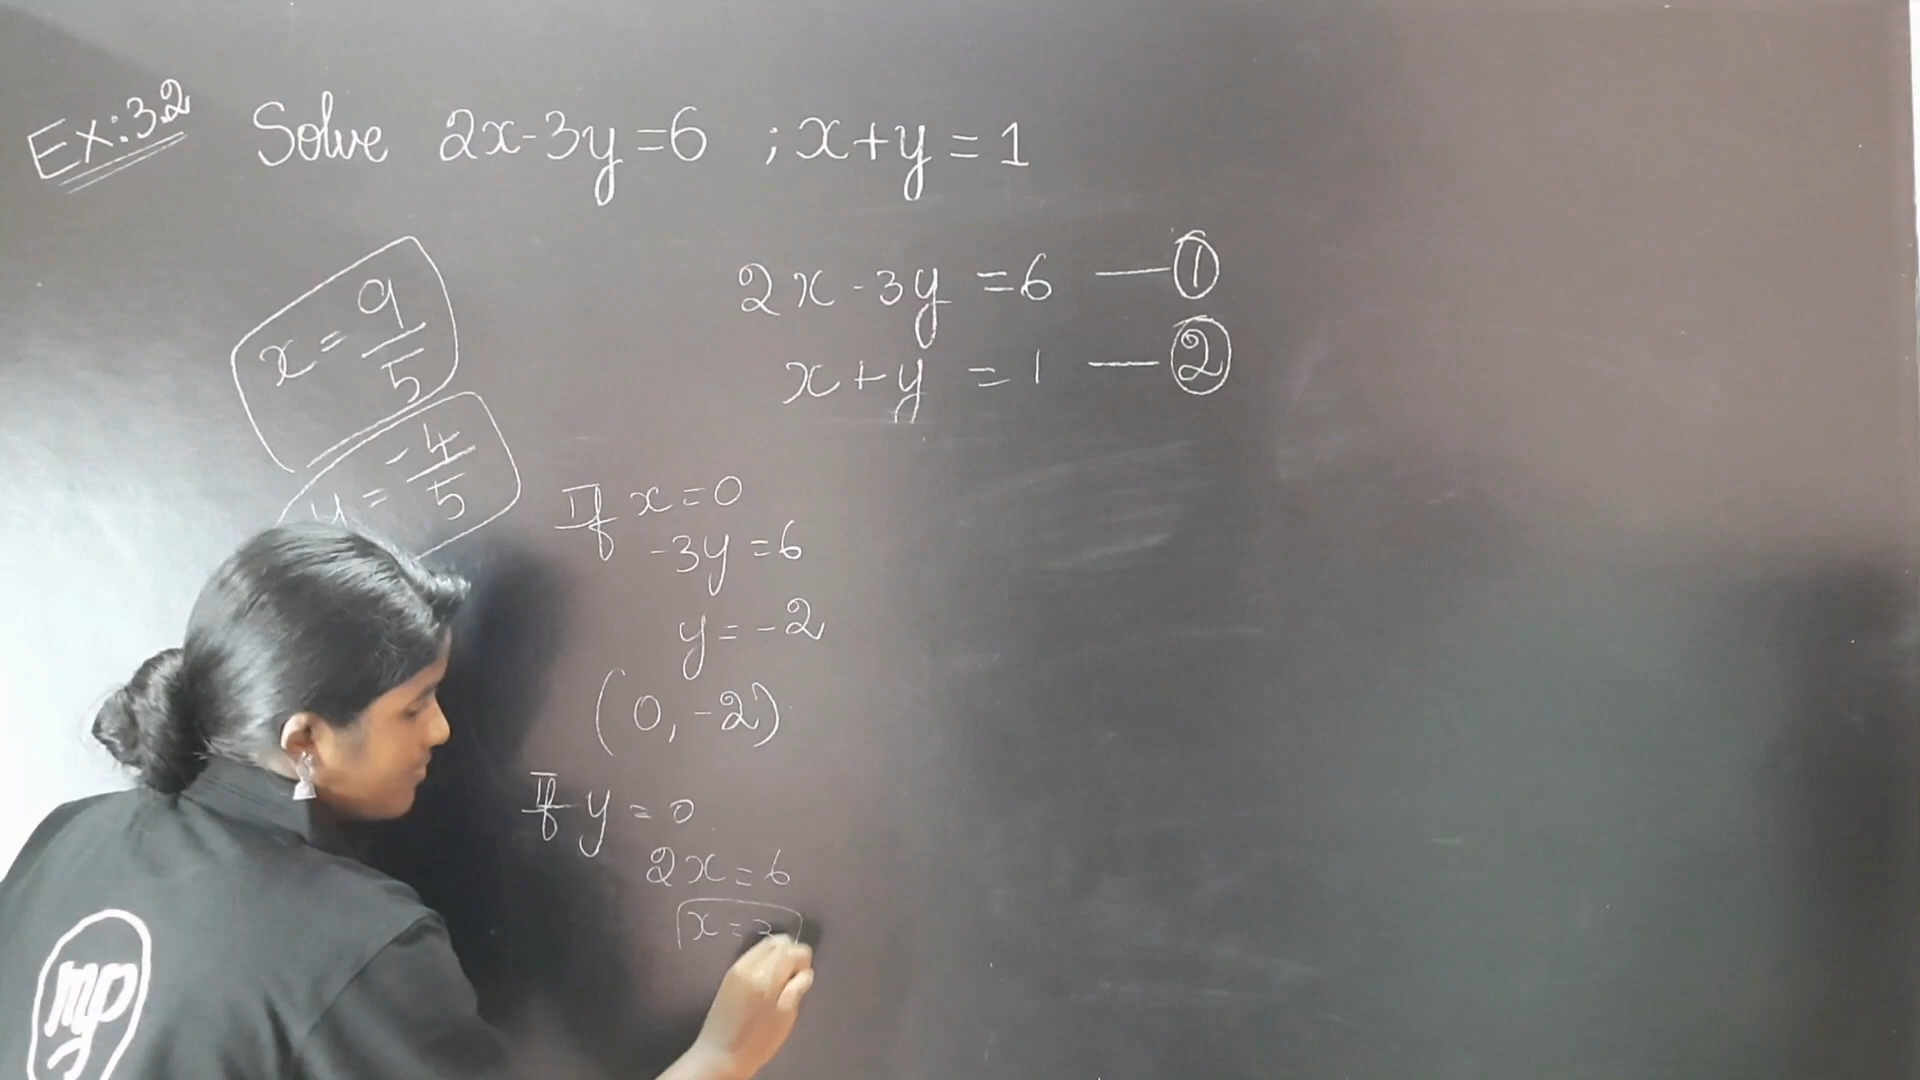 Ex:3.2 Solve 2x-3y=6 ; x+y=1
2x-3y=6 —①
x+y=1 —②
x=9/5
y=-4/5
If x=0
-3y=6
y=-2
(0,-2)
If y=0
2x=6
x=3
mp